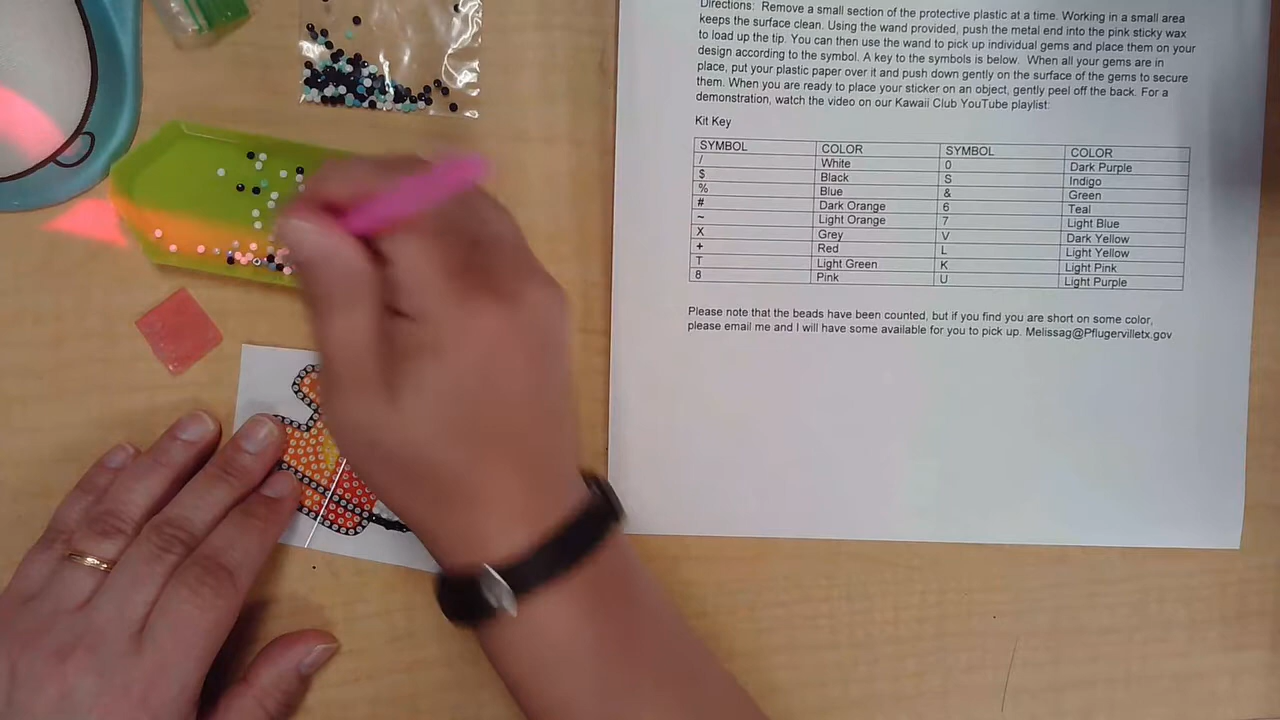 Directions: Remove a small section of the protective plastic at a time. Working in a small area
keeps the surface clean. Using the wand provided, push the metal end into the pink sticky wax
to load up the tip. You can then use the wand to pick up individual gems and place them on your
design according to the symbol. A key to the symbols is below. When all your gems are in
place, put your plastic paper over it and push down gently on the surface of the gems to secure
them. When you are ready to place your sticker on an object, gently peel off the back. For a
demonstration, watch the video on our Kawaii Club YouTube playlist:
Kit Key
SYMBOL COLOR SYMBOL COLOR
/ White 0 Dark Purple
$ Black S Indigo
% Blue & Green
# Dark Orange 6 Teal
~ Light Orange 7 Light Blue
X Grey V Dark Yellow
+ Red L Light Yellow
T Light Green K Light Pink
8 Pink U Light Purple
Please note that the beads have been counted, but if you find you are short on some color,
please email me and I will have some available for you to pick up. Melissag@Pflugervilletx.gov